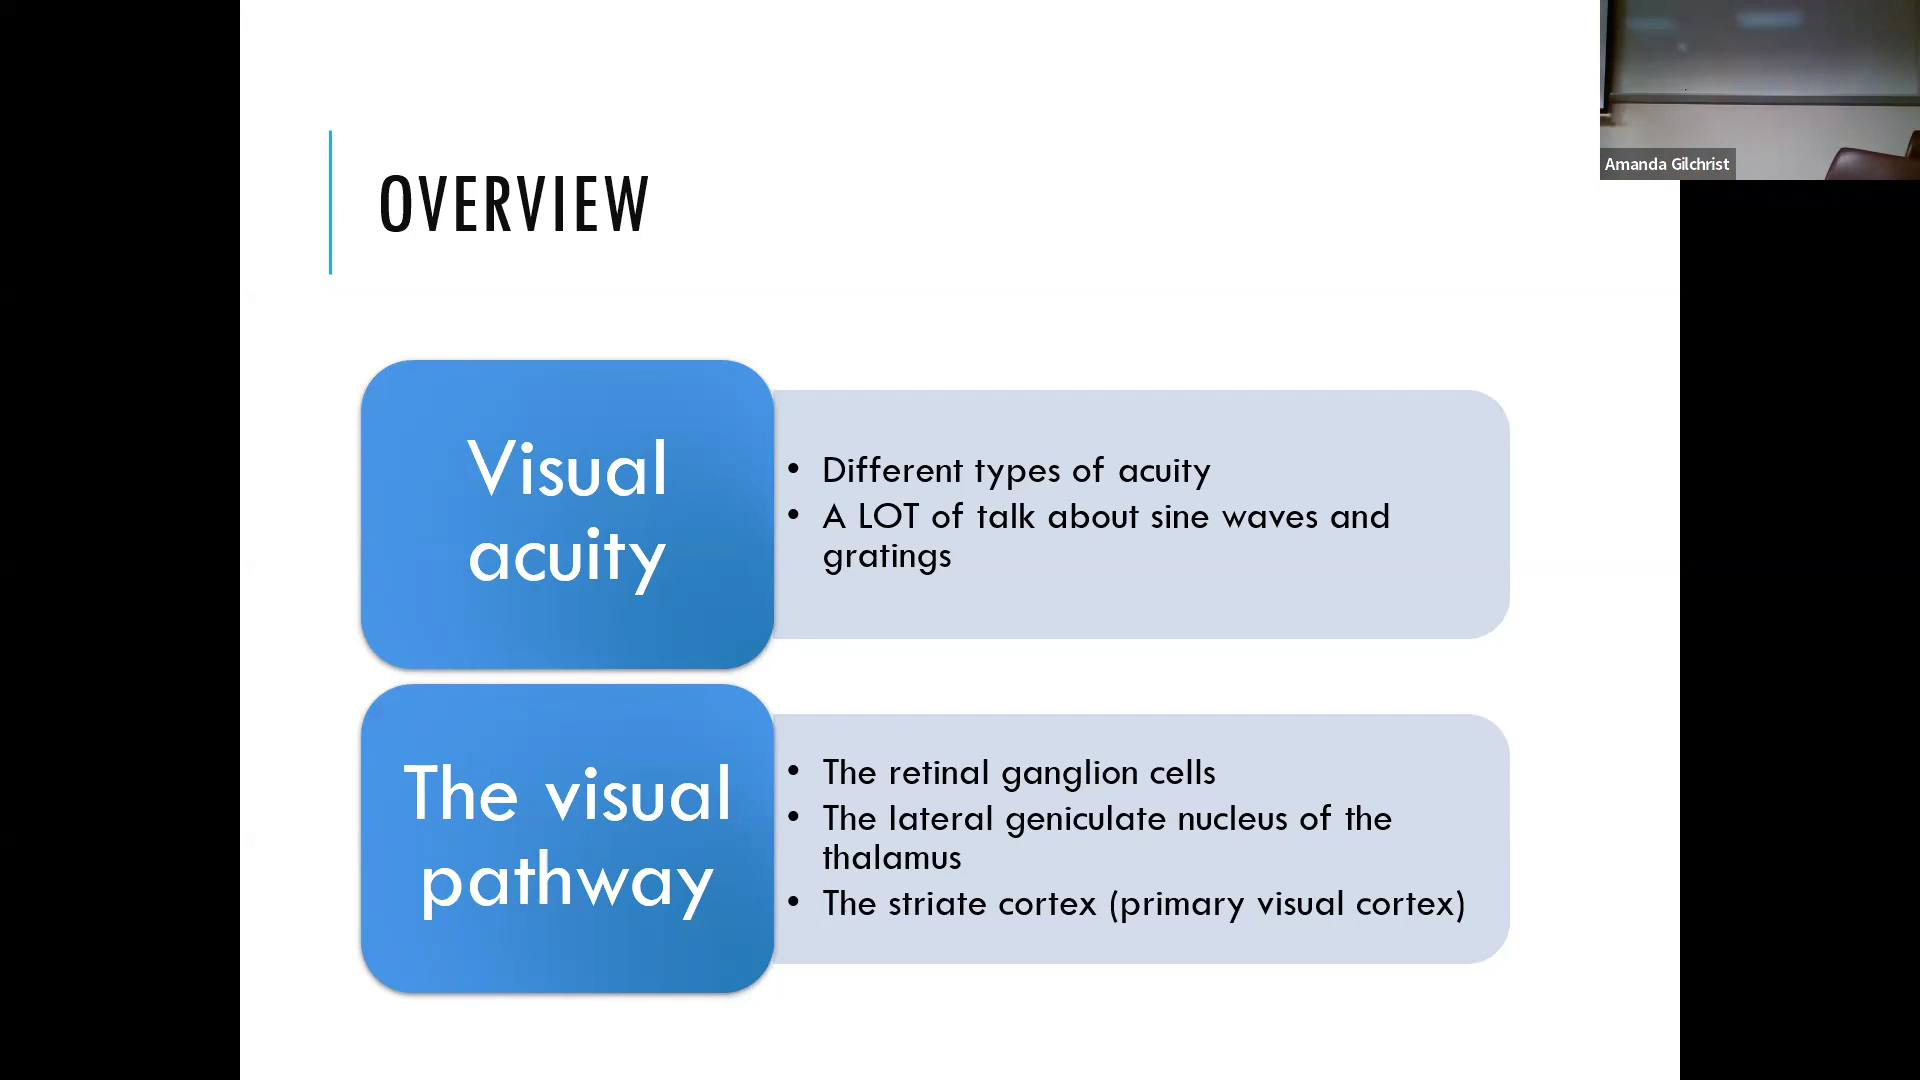 OVERVIEW
Visual
acuity
• Different types of acuity
• A LOT of talk about sine waves and
gratings
The visual
pathway
• The retinal ganglion cells
• The lateral geniculate nucleus of the
thalamus
• The striate cortex (primary visual cortex)
Amanda Gilchrist